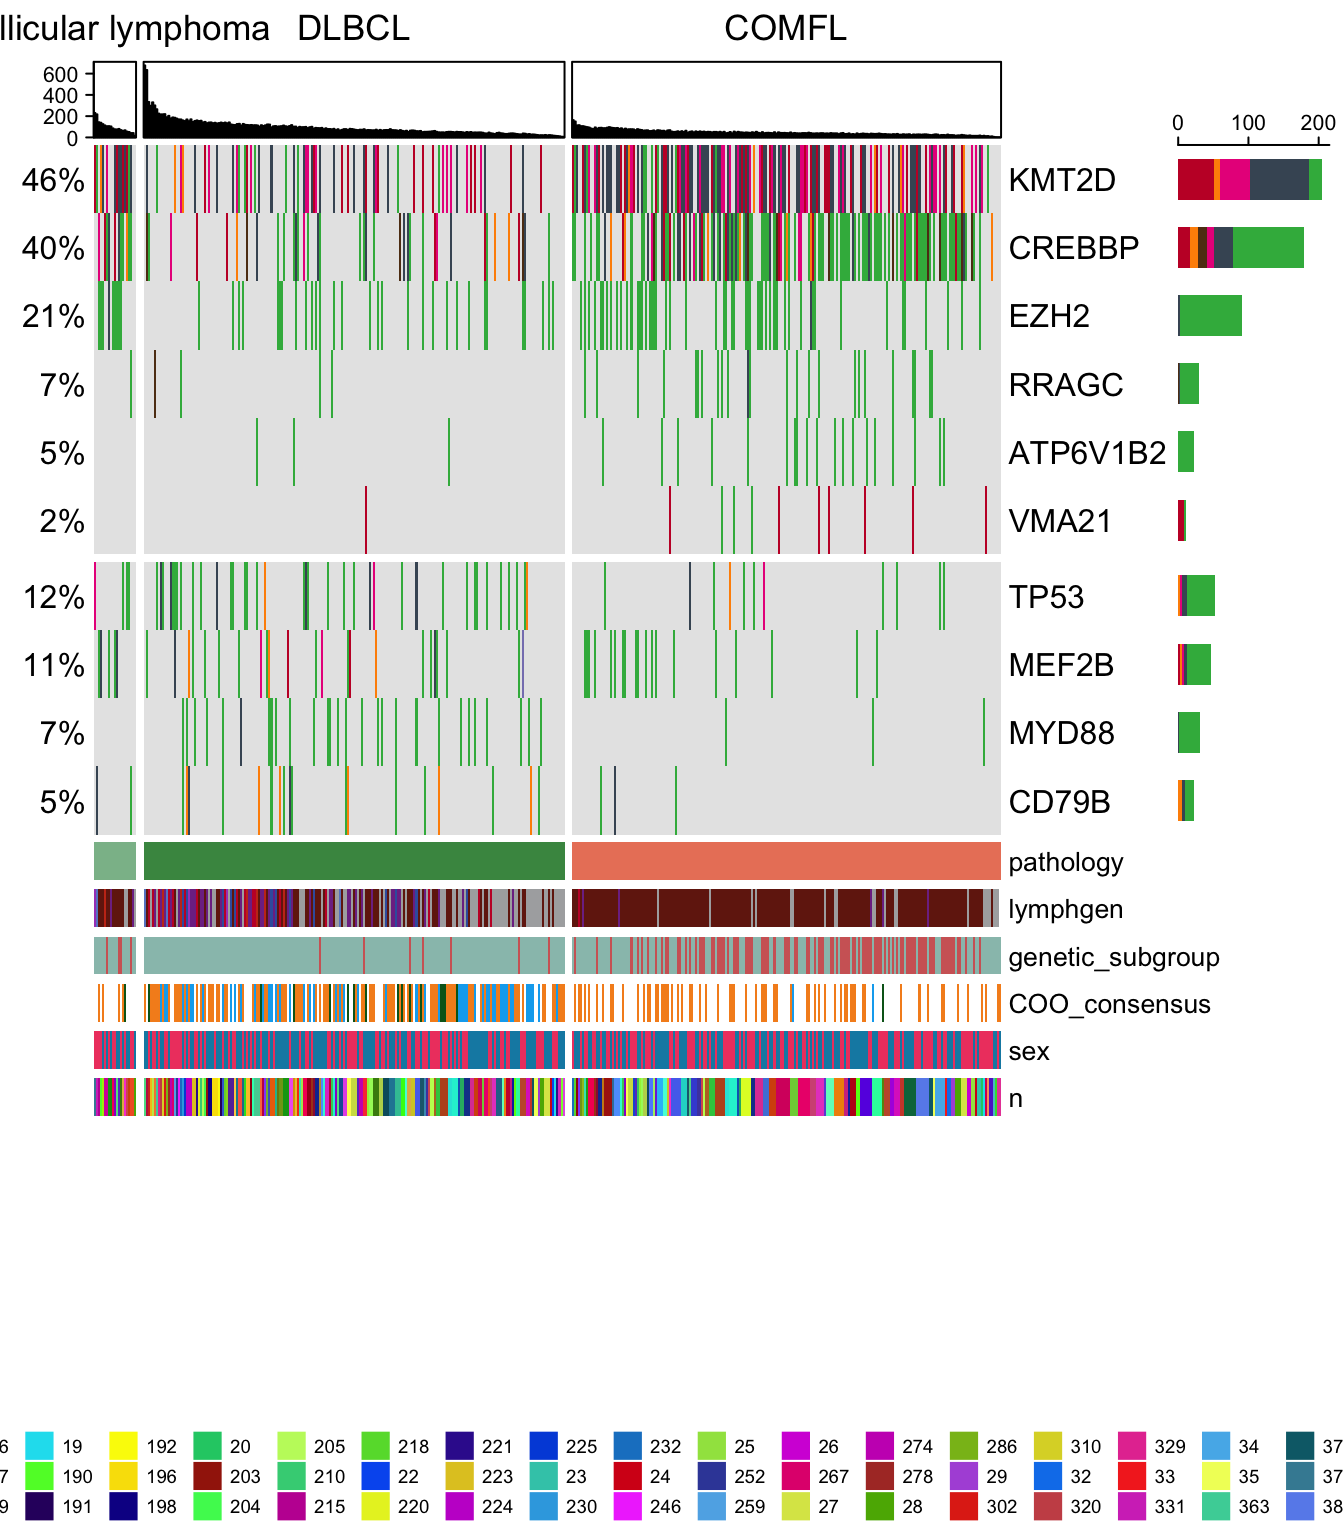 llicular lymphoma DLBCL COMFL
600
400
200
0
0 100 200
46% KMT2D
40% CREBBP
21% EZH2
7% RRAGC
5% ATP6V1B2
2% VMA21
12% TP53
11% MEF2B
7% MYD88
5% CD79B
pathology
lymphgen
genetic_subgroup
COO_consensus
sex
n
6 19 192 20 205 218 221 225 232 25 26 274 286 310 329 34 37
7 190 196 203 210 22 223 23 24 252 267 278 29 32 33 35 37
9 191 198 204 215 220 224 230 246 259 27 28 302 320 331 363 38